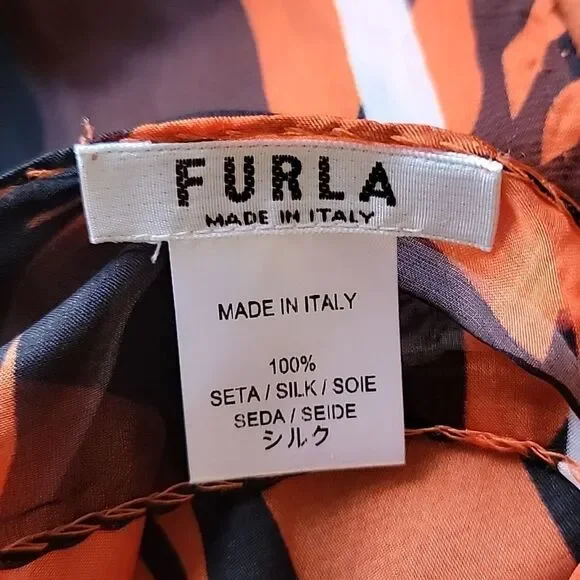 FURLA
MADE IN ITALY
MADE IN ITALY
100%
SETA / SILK / SOIE
SEDA / SEIDE
シルク